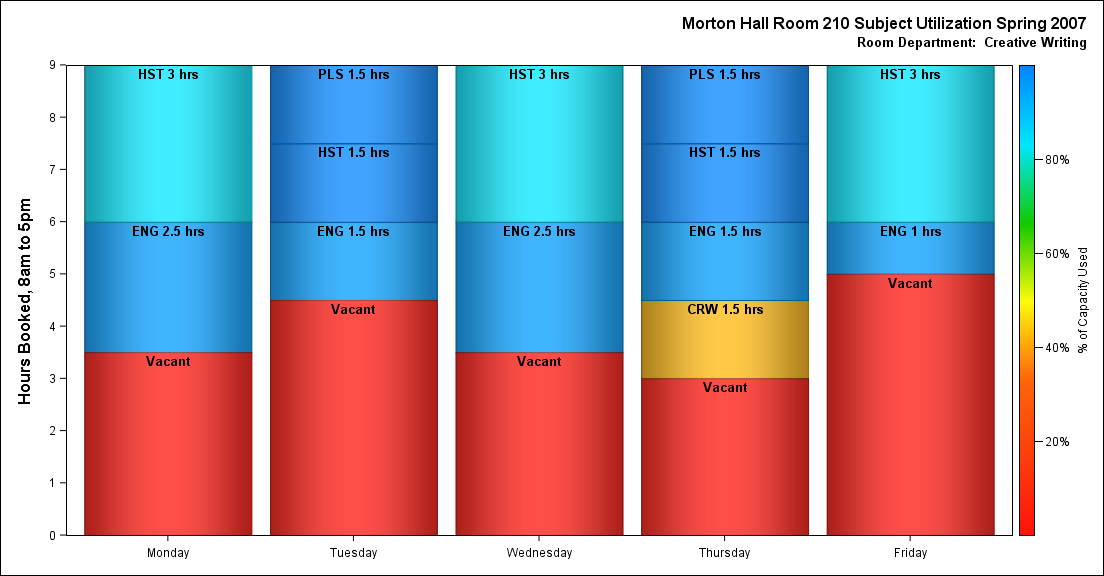 Morton Hall Room 210 Subject Utilization Spring 2007
Room Department:  Creative Writing
Hours Booked, 8am to 5pm
9
8
7
6
5
4
3
2
1
0
HST 3 hrs
ENG 2.5 hrs
Vacant
Monday
PLS 1.5 hrs
HST 1.5 hrs
ENG 1.5 hrs
Vacant
Tuesday
HST 3 hrs
ENG 2.5 hrs
Vacant
Wednesday
PLS 1.5 hrs
HST 1.5 hrs
ENG 1.5 hrs
CRW 1.5 hrs
Vacant
Thursday
HST 3 hrs
ENG 1 hrs
Vacant
Friday
80%
60%
40%
20%
% of Capacity Used